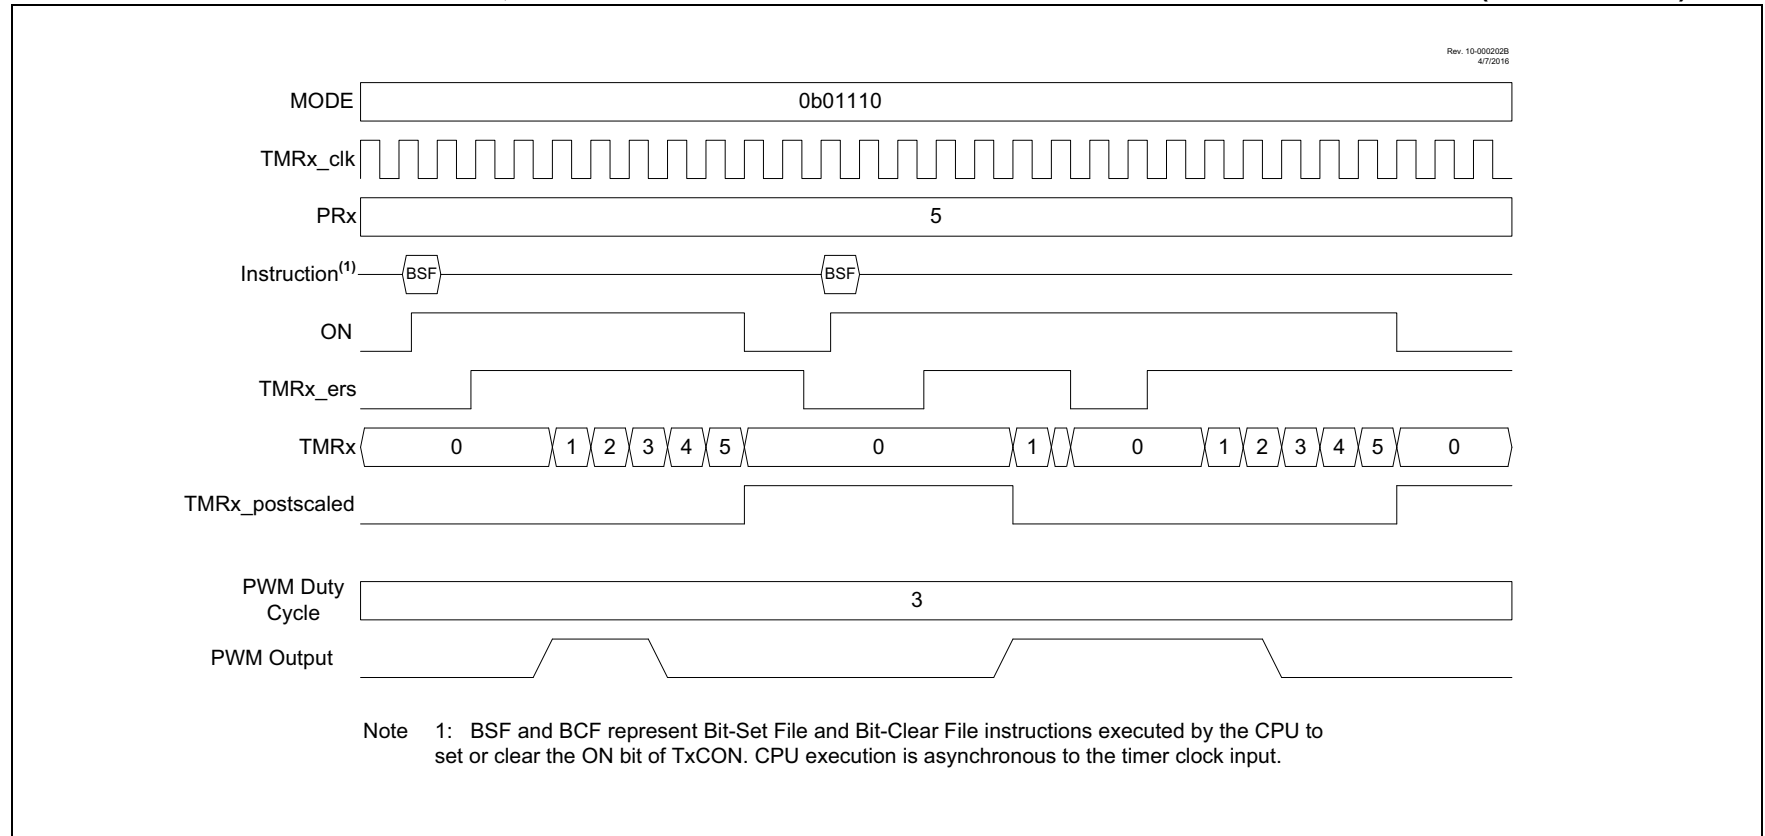 Rev. 10-000202B
4/7/2016
MODE 0b01110
TMRx_clk
PRx 5
Instruction(1) BSF BSF
ON
TMRx_ers
TMRx 0 1 2 3 4 5 0 1 0 1 2 3 4 5 0
TMRx_postscaled
PWM Duty
Cycle 3
PWM Output
Note 1: BSF and BCF represent Bit-Set File and Bit-Clear File instructions executed by the CPU to
set or clear the ON bit of TxCON. CPU execution is asynchronous to the timer clock input.